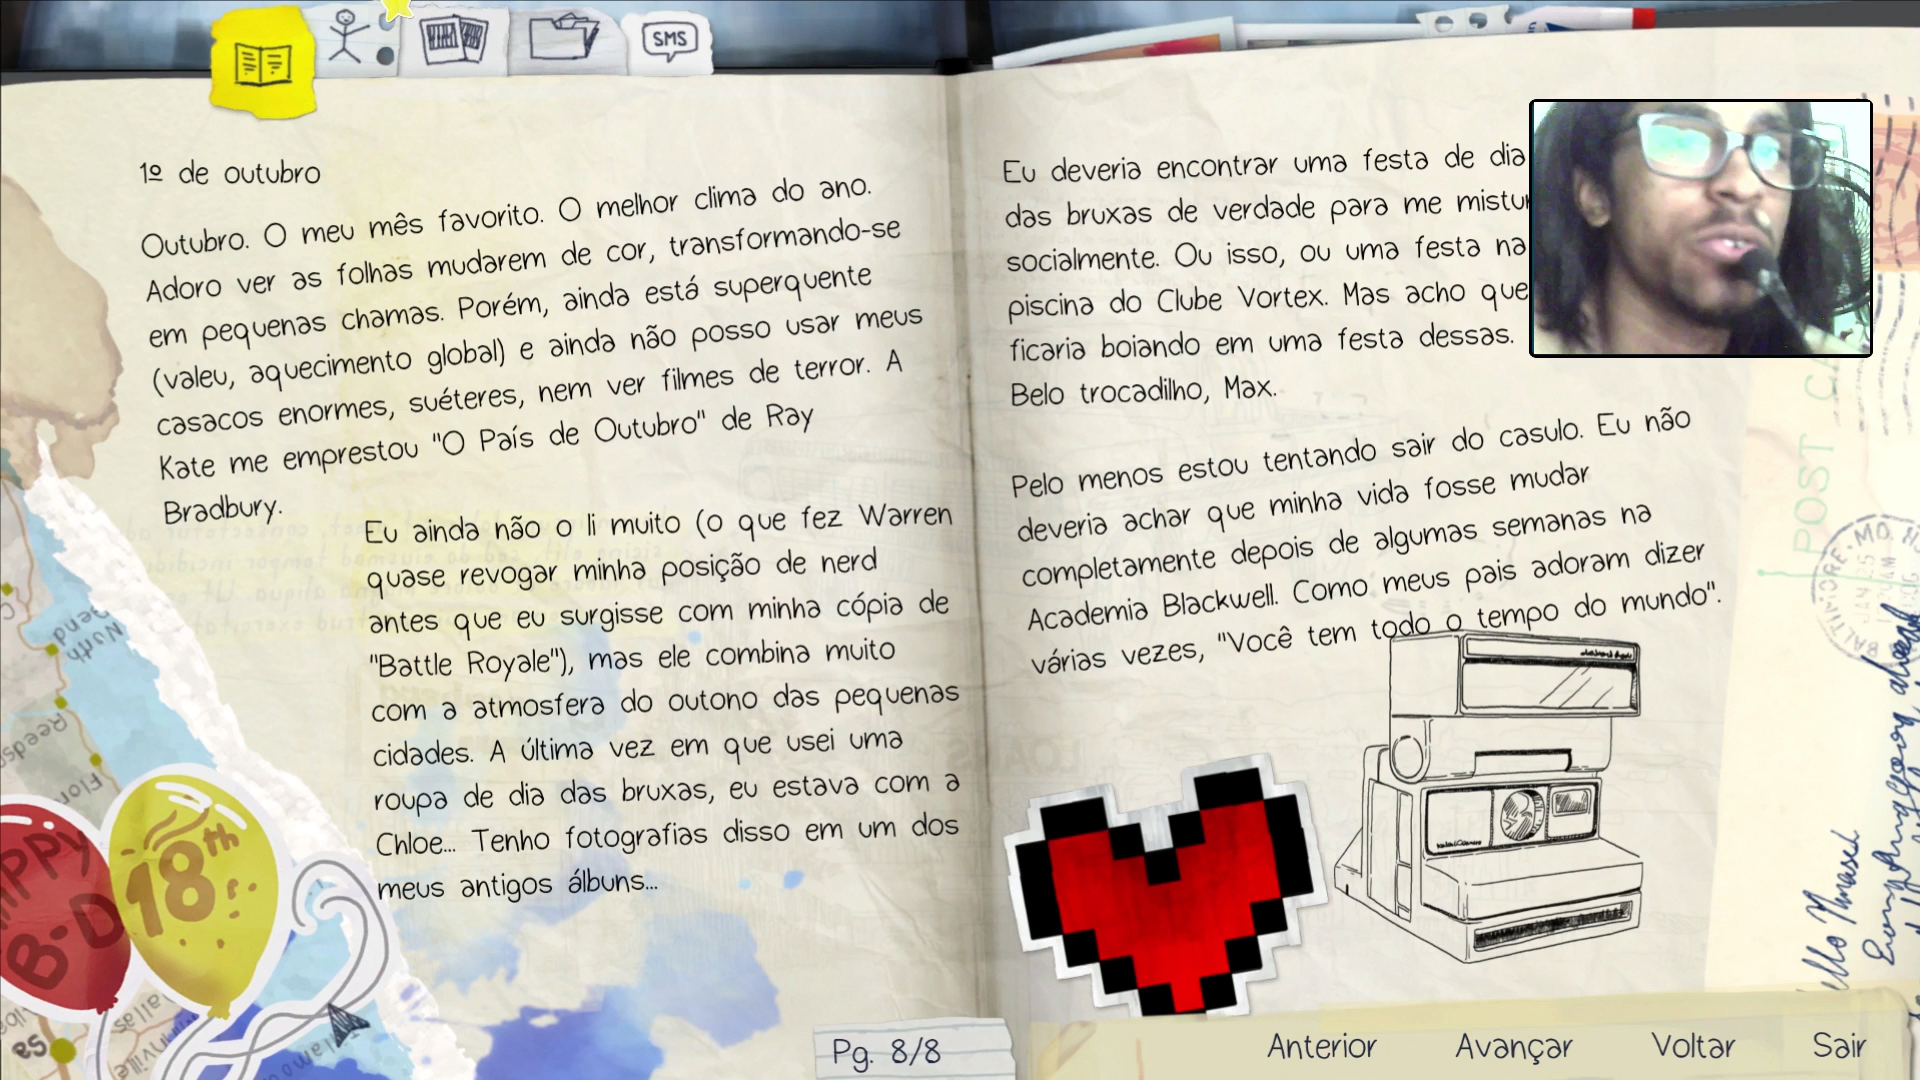 SMS
1º de outubro
Outubro. O meu mês favorito. O melhor clima do ano.
Adoro ver as folhas mudarem de cor, transformando-se
em pequenas chamas. Porém, ainda está superquente
(valeu, aquecimento global) e ainda não posso usar meus
casacos enormes, suéteres, nem ver filmes de terror. A
Kate me emprestou "O País de Outubro" de Ray
Bradbury.
Eu ainda não o li muito (o que fez Warren
quase revogar minha posição de nerd
antes que eu surgisse com minha cópia de
"Battle Royale"), mas ele combina muito
com a atmosfera do outono das pequenas
cidades. A última vez em que usei uma
roupa de dia das bruxas, eu estava com a
Chloe... Tenho fotografias disso em um dos
meus antigos álbuns...
Eu deveria encontrar uma festa de dia
das bruxas de verdade para me mistur
socialmente. Ou isso, ou uma festa na
piscina do Clube Vortex. Mas acho que
ficaria boiando em uma festa dessas.
Belo trocadilho, Max.
Pelo menos estou tentando sair do casulo. Eu não
deveria achar que minha vida fosse mudar
completamente depois de algumas semanas na
Academia Blackwell. Como meus pais adoram dizer
várias vezes, "Você tem todo o tempo do mundo".
HAPPY
B-D
18th
North
Bend
POST CA
BALTIMORE, MD.
JAN 25
Pg. 8/8
Anterior
Avançar
Voltar
Sair